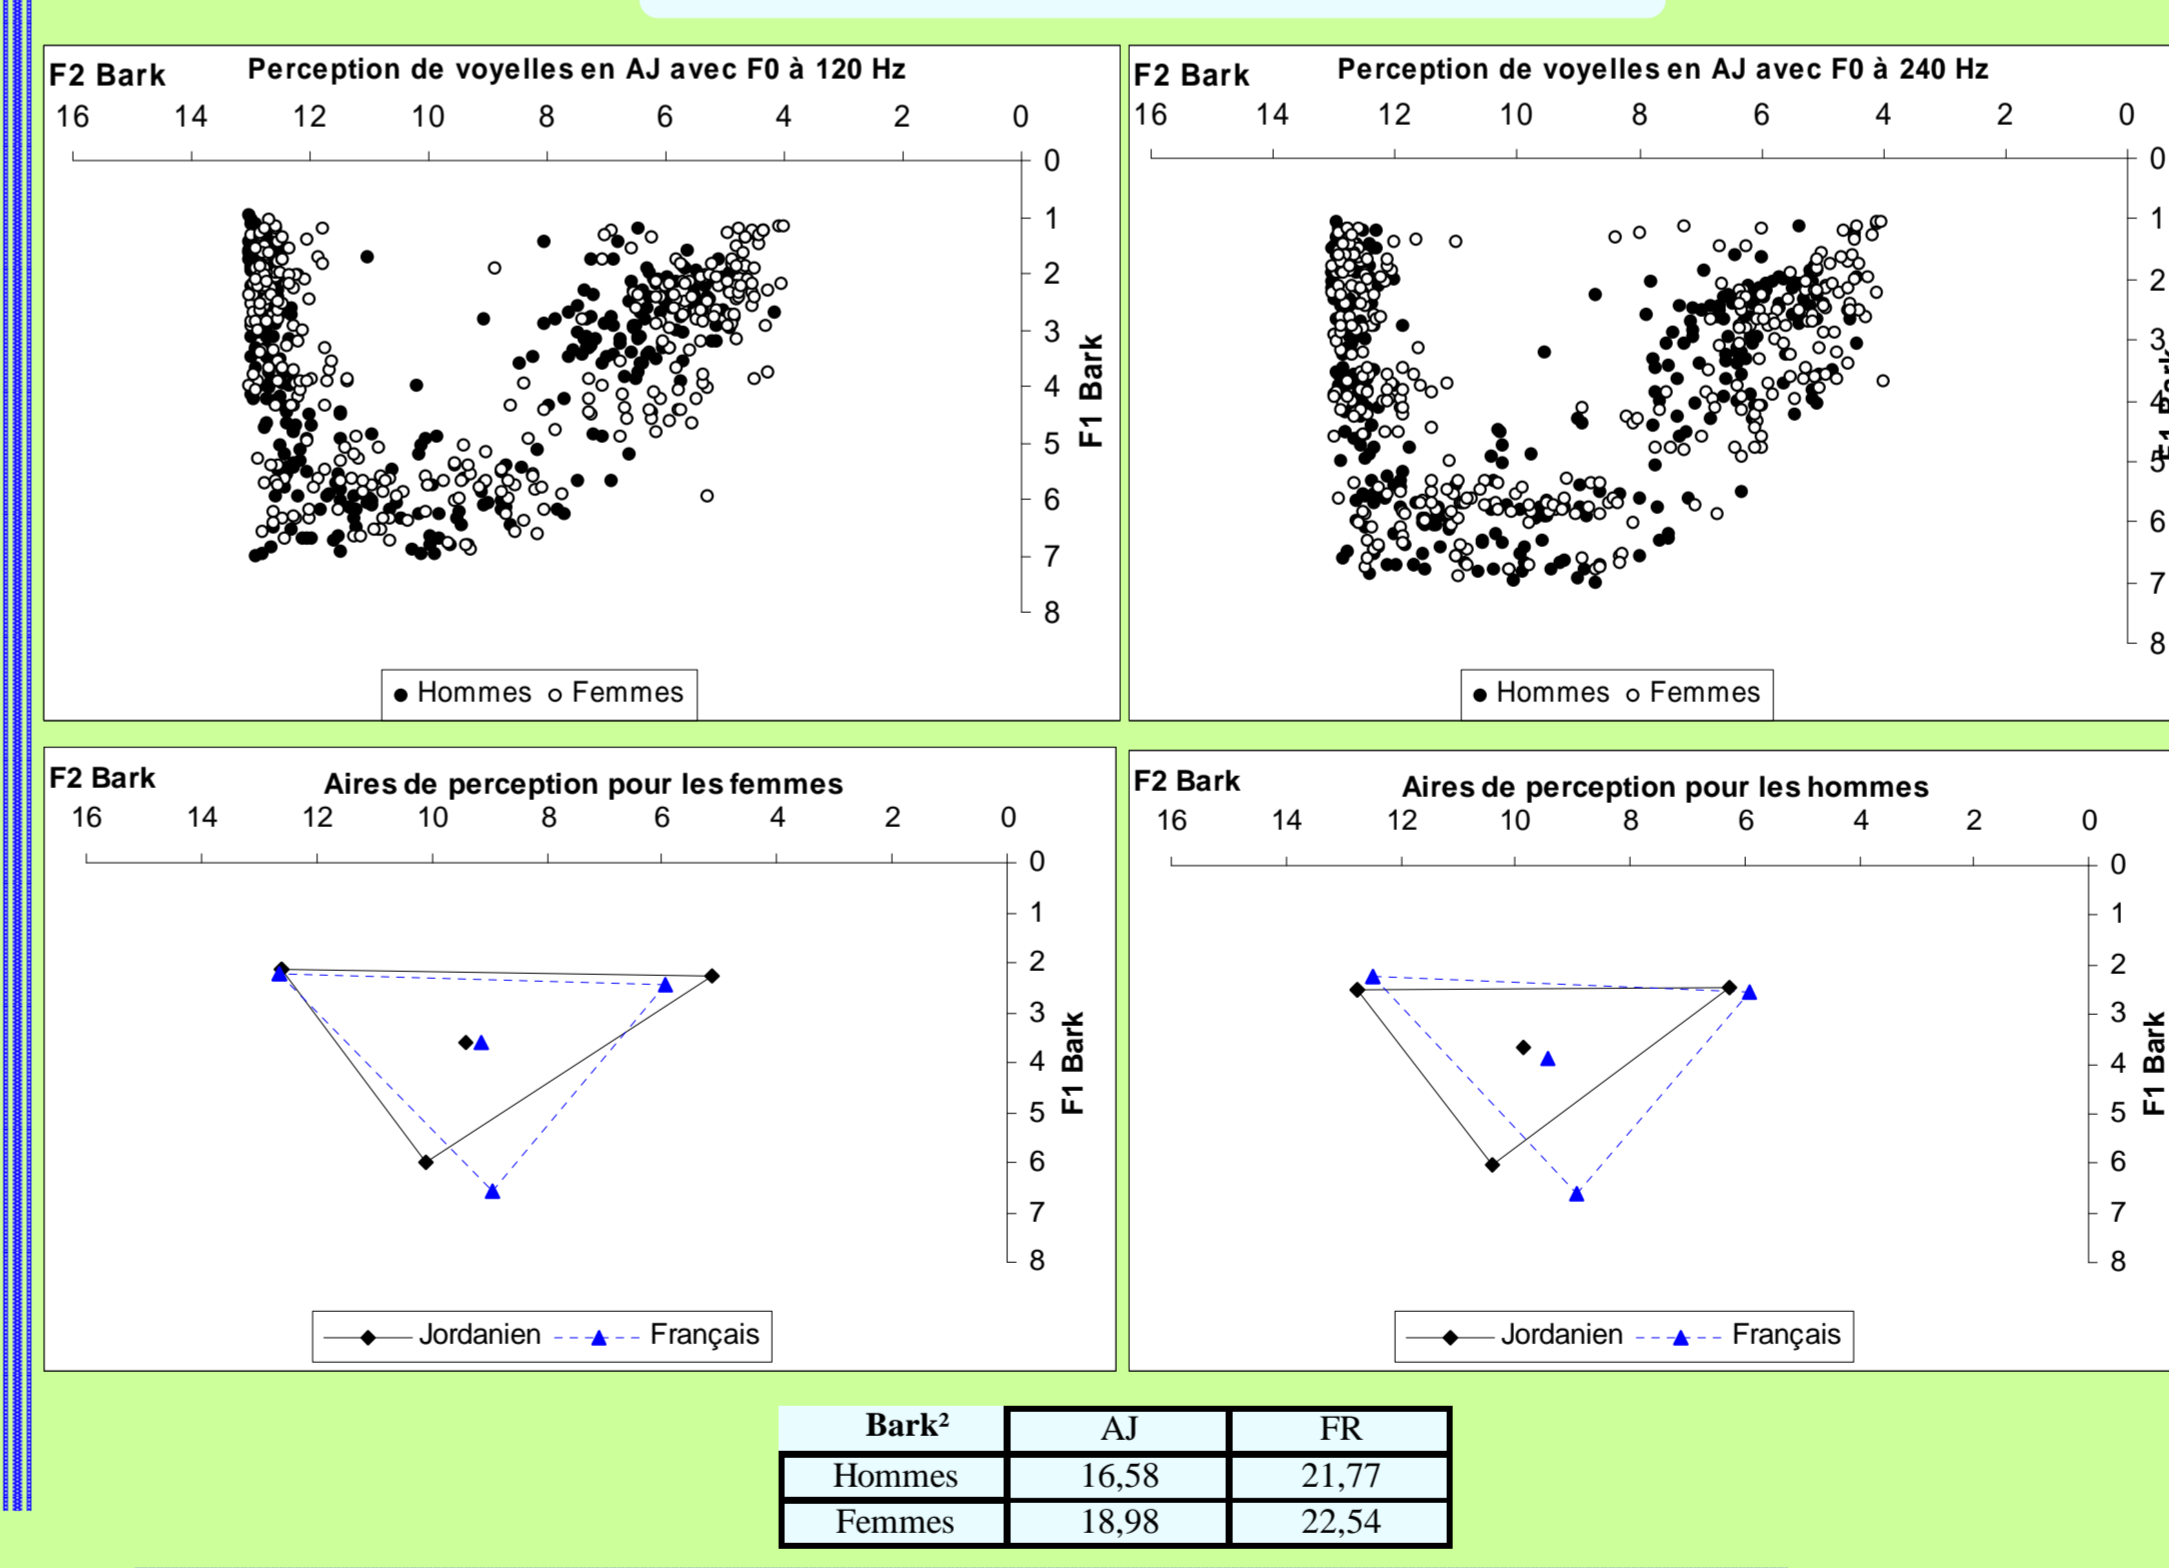 F2 Bark
Perception de voyelles en AJ avec F0 à 120 Hz
16 14 12 10 8 6 4 2 0
0
1
2
3
4
5
6
7
8
F1 Bark
Hommes Femmes
F2 Bark
Perception de voyelles en AJ avec F0 à 240 Hz
16 14 12 10 8 6 4 2 0
0
1
2
3
4
5
6
7
8
F1 Bark
Hommes Femmes
F2 Bark
Aires de perception pour les femmes
16 14 12 10 8 6 4 2 0
0
1
2
3
4
5
6
7
8
F1 Bark
Jordanien Français
F2 Bark
Aires de perception pour les hommes
16 14 12 10 8 6 4 2 0
0
1
2
3
4
5
6
7
8
F1 Bark
Jordanien Français
Bark² AJ FR
Hommes 16,58 21,77
Femmes 18,98 22,54